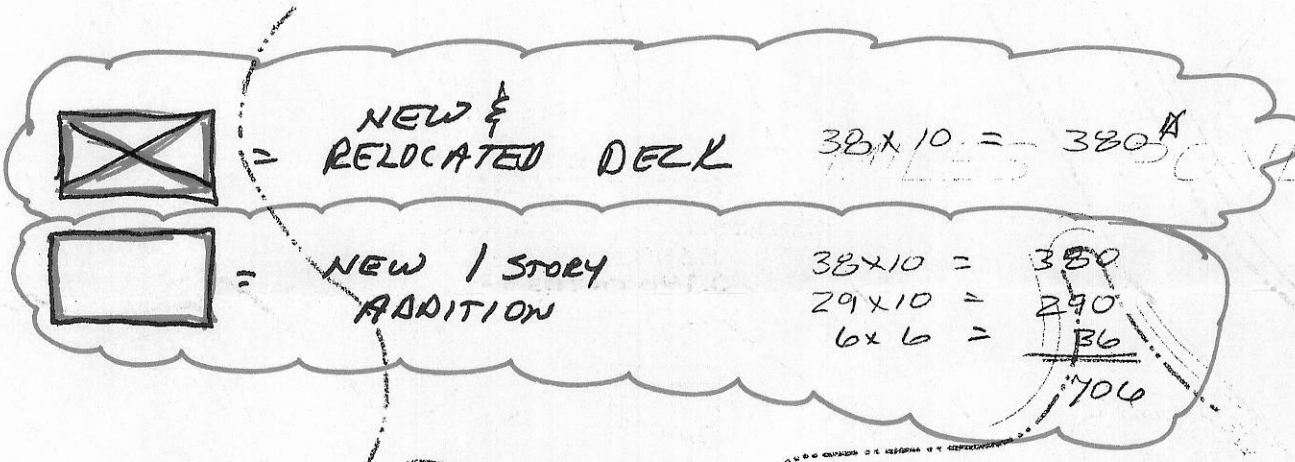 NEW &
= RELOCATED DECK 38 x 10 = 380
= NEW 1 STORY 38x10 = 380
ADDITION 29x10 = 290
6x6 = 36
706